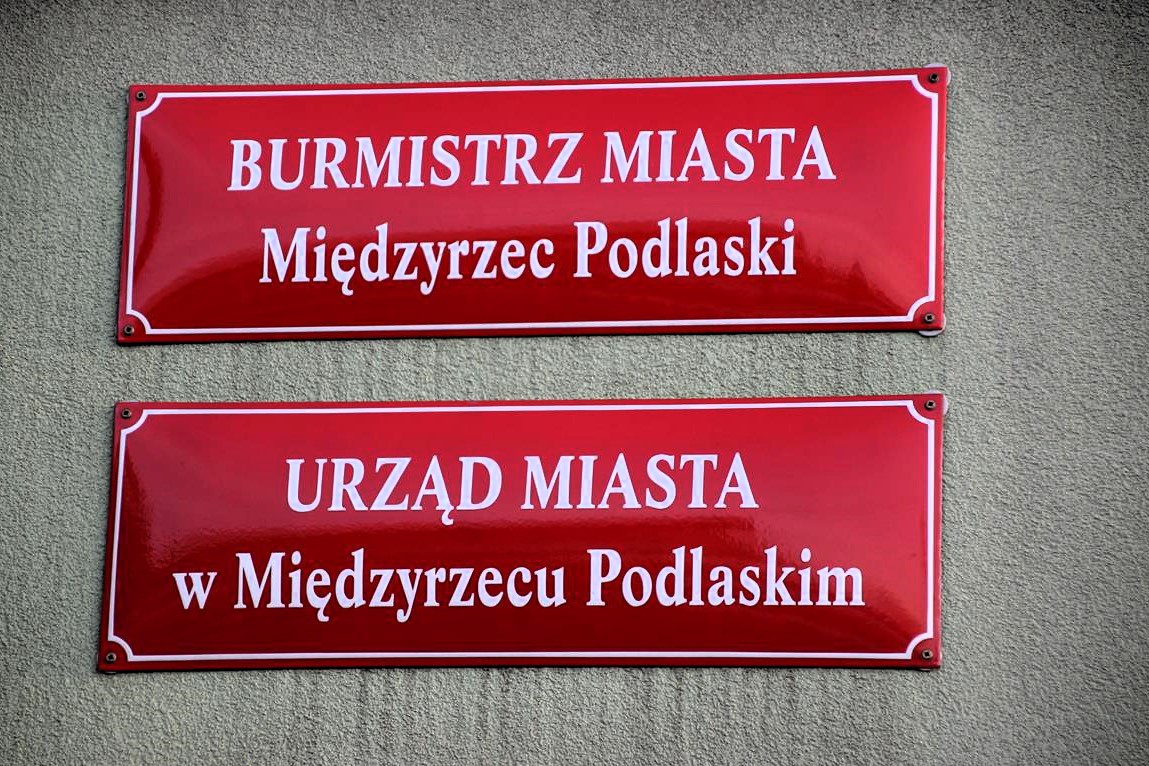 BURMISTRZ MIASTA
Międzyrzec Podlaski
URZĄD MIASTA
w Międzyrzecu Podlaskim